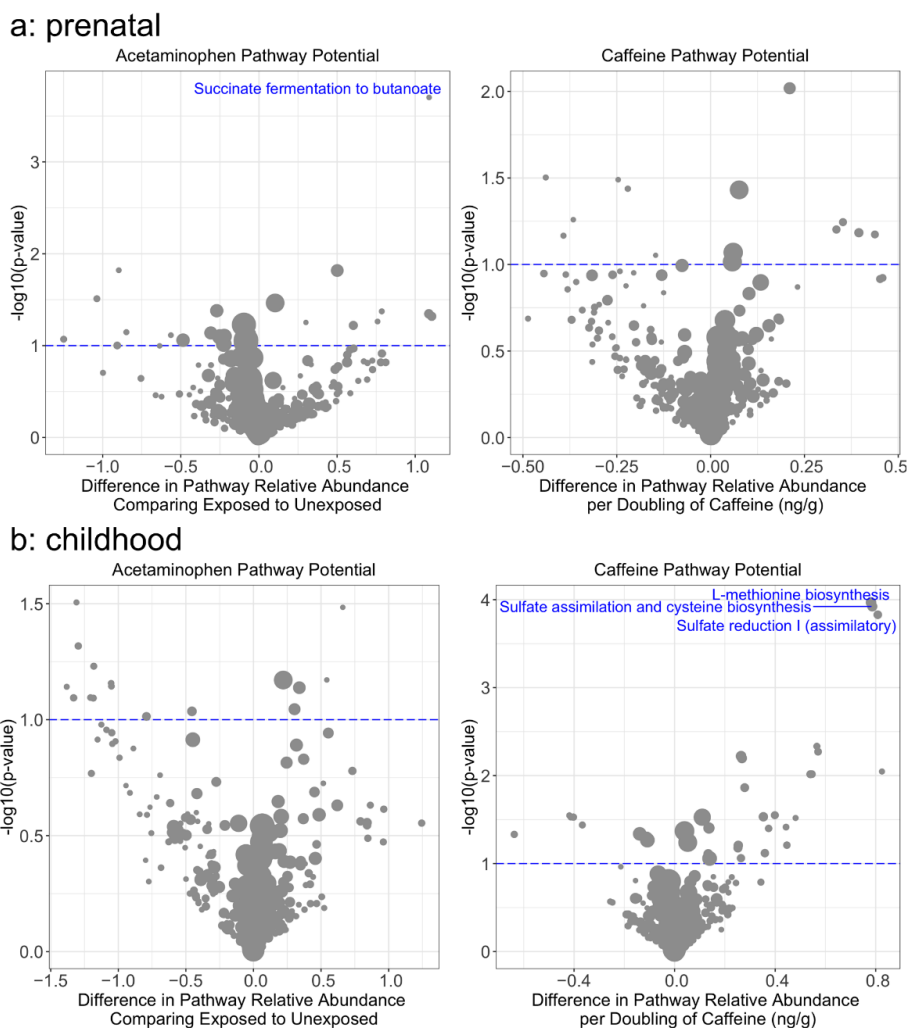 a: prenatal
Acetaminophen Pathway Potential
Caffeine Pathway Potential
Succinate fermentation to butanoate
-log10(p-value)
3
2
1
0
−1.0
−0.5
0.0
0.5
1.0
Difference in Pathway Relative Abundance
Comparing Exposed to Unexposed
-log10(p-value)
2.0
1.5
1.0
0.5
0.0
−0.50
−0.25
0.00
0.25
0.5
Difference in Pathway Relative Abundance
per Doubling of Caffeine (ng/g)
b: childhood
Acetaminophen Pathway Potential
Caffeine Pathway Potential
-log10(p-value)
1.5
1.0
0.5
0.0
−1.5
−1.0
−0.5
0.0
0.5
1.0
Difference in Pathway Relative Abundance
Comparing Exposed to Unexposed
L-methionine biosynthesis
Sulfate assimilation and cysteine biosynthesis
Sulfate reduction I (assimilatory)
-log10(p-value)
4
3
2
1
0
−0.4
0.0
0.4
0.8
Difference in Pathway Relative Abundance
per Doubling of Caffeine (ng/g)